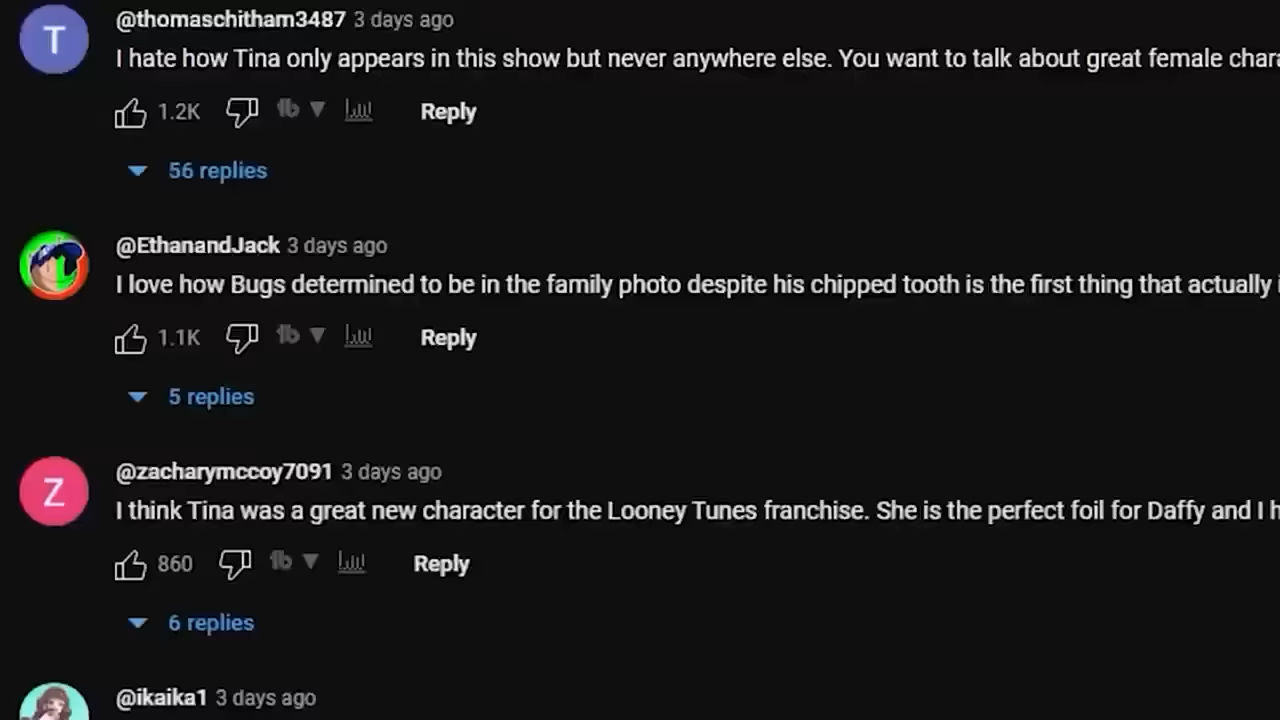 T
@thomaschitham3487 3 days ago
I hate how Tina only appears in this show but never anywhere else. You want to talk about great female chara
1.2K Reply
56 replies
@EthanandJack 3 days ago
I love how Bugs determined to be in the family photo despite his chipped tooth is the first thing that actually i
1.1K Reply
5 replies
Z
@zacharymccoy7091 3 days ago
I think Tina was a great new character for the Looney Tunes franchise. She is the perfect foil for Daffy and I h
860 Reply
6 replies
@ikaika1 3 days ago